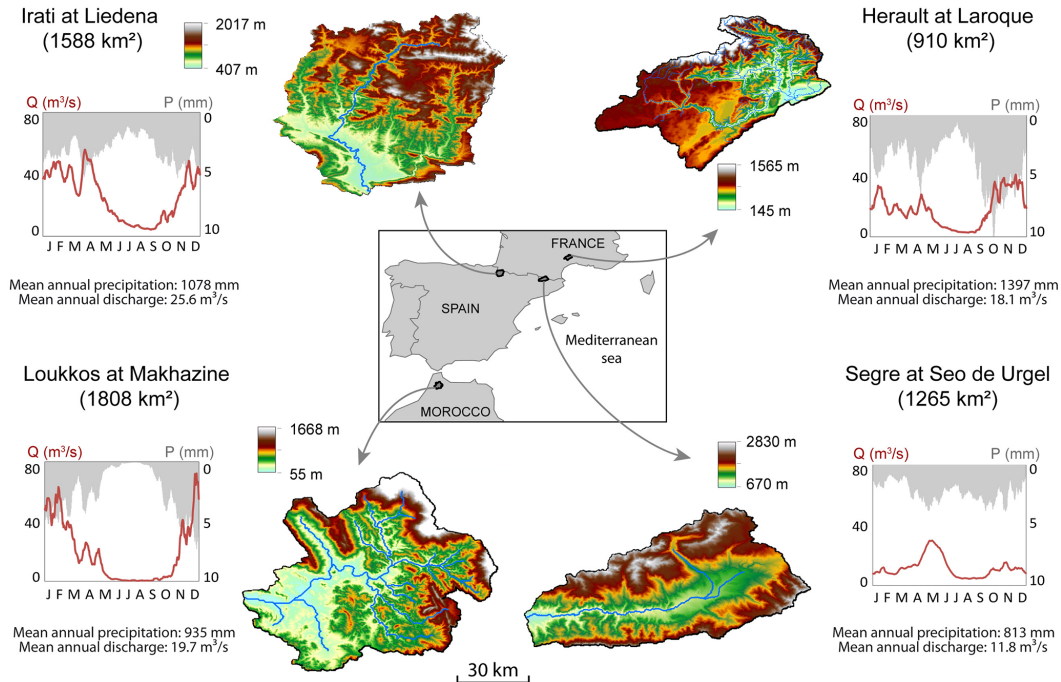 Irati at Liedena
(1588 km²)
2017 m
407 m
Q (m³/s)
P (mm)
80
40
0
0
5
10
J F M A M J J A S O N D
Mean annual precipitation: 1078 mm
Mean annual discharge: 25.6 m³/s
Herault at Laroque
(910 km²)
1565 m
145 m
Q (m³/s)
P (mm)
80
40
0
0
5
10
J F M A M J J A S O N D
Mean annual precipitation: 1397 mm
Mean annual discharge: 18.1 m³/s
FRANCE
SPAIN
Mediterranean
sea
MOROCCO
Loukkos at Makhazine
(1808 km²)
1668 m
55 m
Q (m³/s)
P (mm)
80
40
0
0
5
10
J F M A M J J A S O N D
Mean annual precipitation: 935 mm
Mean annual discharge: 19.7 m³/s
Segre at Seo de Urgel
(1265 km²)
2830 m
670 m
Q (m³/s)
P (mm)
80
40
0
0
5
10
J F M A M J J A S O N D
Mean annual precipitation: 813 mm
Mean annual discharge: 11.8 m³/s
30 km